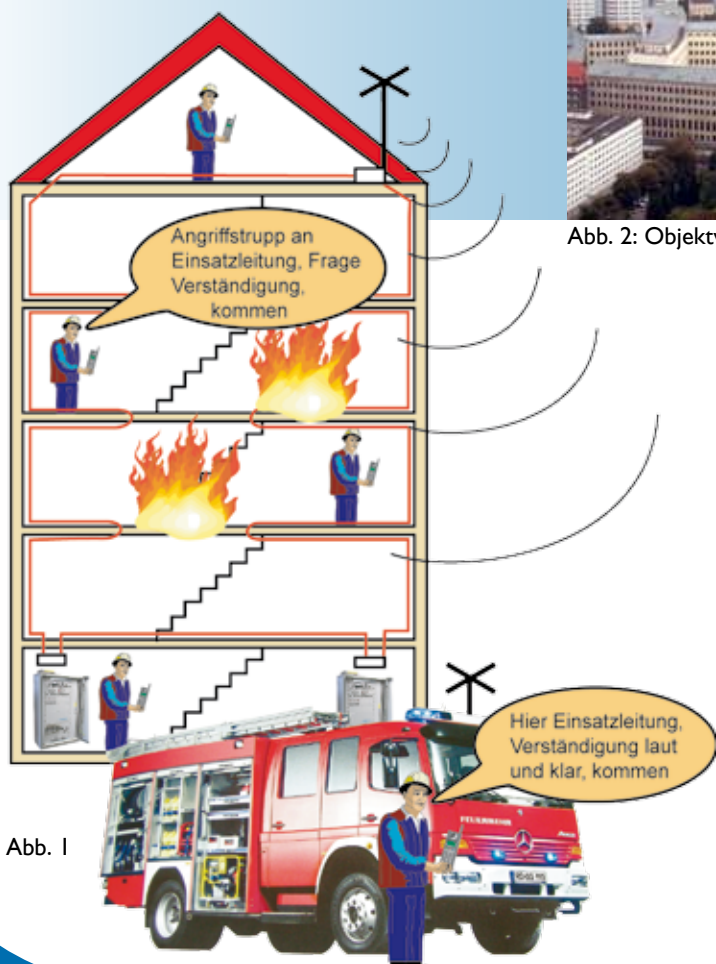 Angriffstrupp an
Einsatzleitung, Frage
Verständigung,
kommen
Abb. 2: Objektv
Hier Einsatzleitung,
Verständigung laut
und klar, kommen
FEUERWEHR
Abb. 1